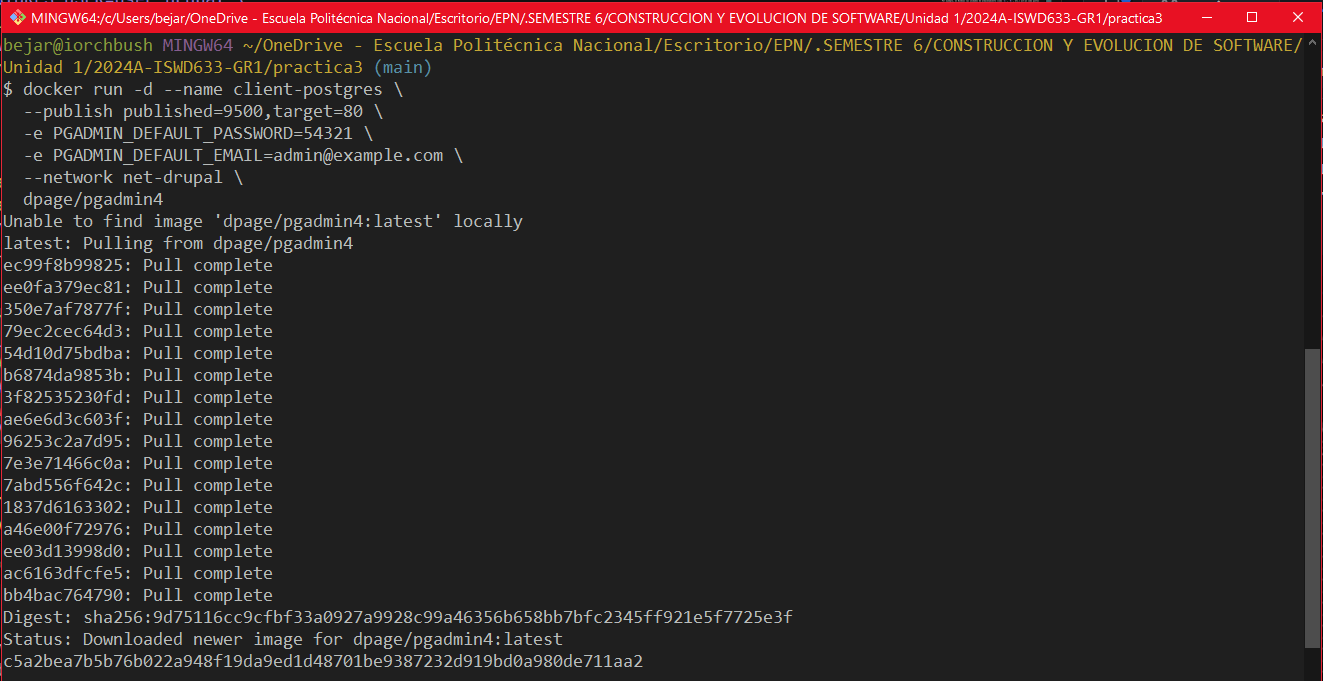 MINGW64:/c/Users/bejar/OneDrive - Escuela Politécnica Nacional/Escritorio/EPN/.SEMESTRE 6/CONSTRUCCION Y EVOLUCION DE SOFTWARE/Unidad 1/2024A-ISWD633-GR1/practica3
bejar@iorchbush MINGW64 ~/OneDrive - Escuela Politécnica Nacional/Escritorio/EPN/.SEMESTRE 6/CONSTRUCCION Y EVOLUCION DE SOFTWARE/
Unidad 1/2024A-ISWD633-GR1/practica3 (main)
$ docker run -d --name client-postgres \
  --publish published=9500,target=80 \
  -e PGADMIN_DEFAULT_PASSWORD=54321 \
  -e PGADMIN_DEFAULT_EMAIL=admin@example.com \
  --network net-drupal \
  dpage/pgadmin4
Unable to find image 'dpage/pgadmin4:latest' locally
latest: Pulling from dpage/pgadmin4
ec99f8b99825: Pull complete
ee0fa379ec81: Pull complete
350e7af7877f: Pull complete
79ec2cec64d3: Pull complete
54d10d75bdba: Pull complete
b6874da9853b: Pull complete
3f82535230fd: Pull complete
ae6e6d3c603f: Pull complete
96253c2a7d95: Pull complete
7e3e71466c0a: Pull complete
7abd556f642c: Pull complete
1837d6163302: Pull complete
a46e00f72976: Pull complete
ee03d13998d0: Pull complete
ac6163dfcfe5: Pull complete
bb4bac764790: Pull complete
Digest: sha256:9d75116cc9cfbf33a0927a9928c99a46356b658bb7bfc2345ff921e5f7725e3f
Status: Downloaded newer image for dpage/pgadmin4:latest
c5a2bea7b5b76b022a948f19da9ed1d48701be9387232d919bd0a980de711aa2